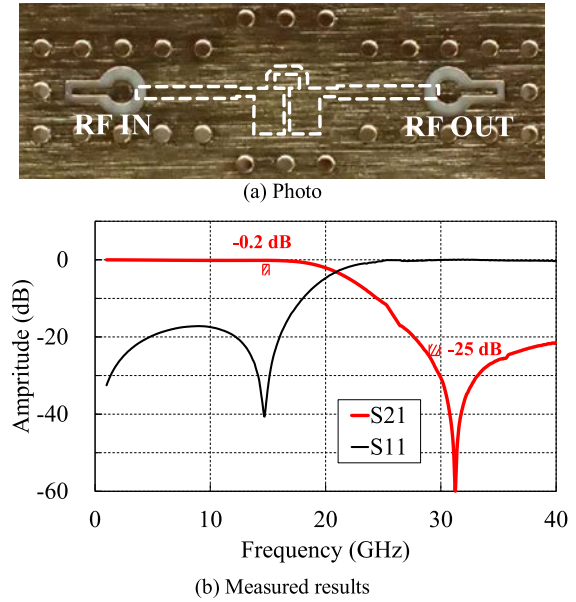 RF IN
RF OUT
(a) Photo
-0.2 dB
-25 dB
0
-20
-40
-60
Ampritude (dB)
S21
S11
0
10
20
30
40
Frequency (GHz)
(b) Measured results